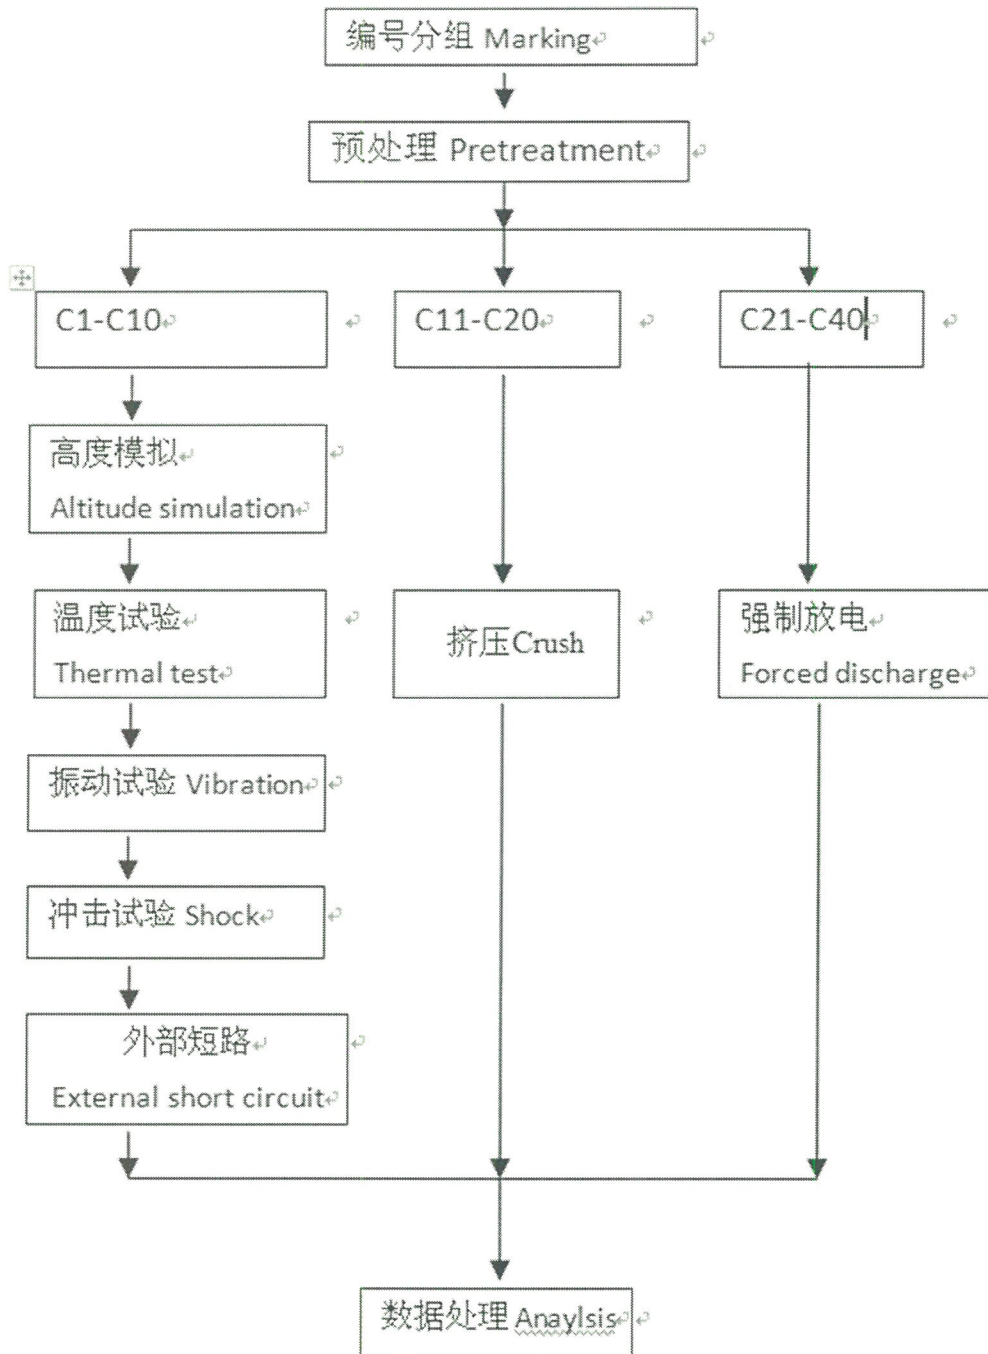 编号分组 Marking
预处理 Pretreatment
C1-C10
C11-C20
C21-C40
高度模拟
Altitude simulation
温度试验
Thermal test
挤压Crush
强制放电
Forced discharge
振动试验 Vibration
冲击试验 Shock
外部短路
External short circuit
数据处理 Anaylsis